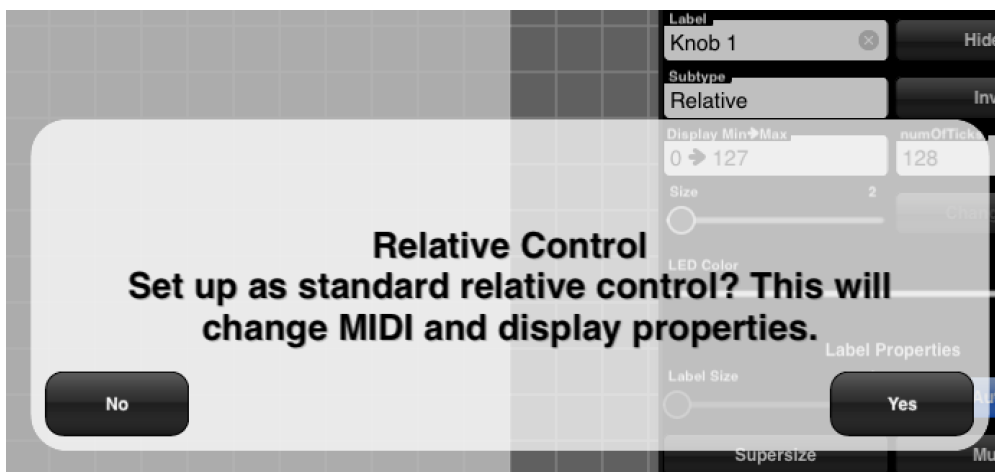 Label
Knob 1
Hide
Subtype
Relative
Display Min➔Max
numOfTicks
0 ➔ 127
128
Size
2
Relative Control
LED Color
Set up as standard relative control? This will
change MIDI and display properties.
Label Properties
Label Size
No
Yes
Supersize